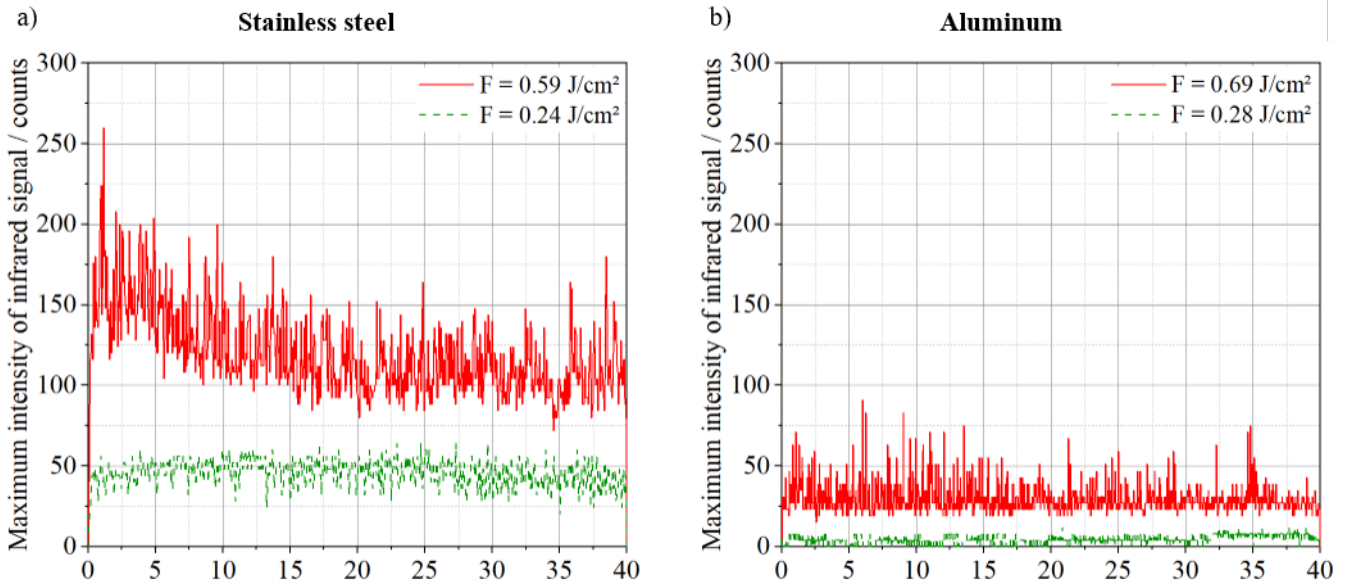 a) Stainless steel
Maximum intensity of infrared signal / counts
300
250
200
150
100
50
0
F = 0.59 J/cm²
F = 0.24 J/cm²
0 5 10 15 20 25 30 35 40
b) Aluminum
Maximum intensity of infrared signal / counts
300
250
200
150
100
50
0
F = 0.69 J/cm²
F = 0.28 J/cm²
0 5 10 15 20 25 30 35 40